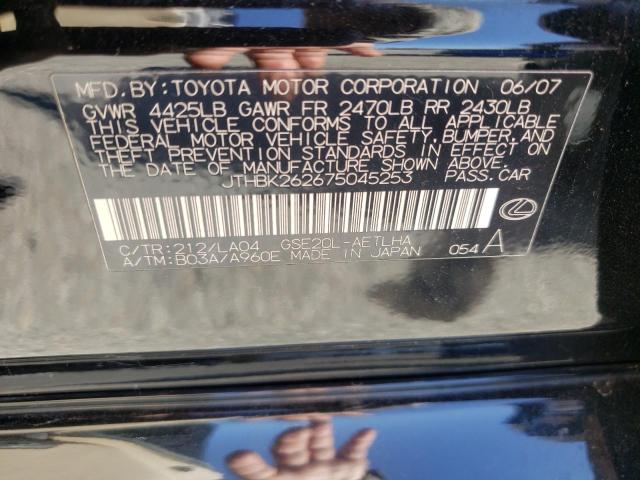 MFD. BY: TOYOTA MOTOR CORPORATION 06/07
GVWR 4425LB GAWR FR 2470LB RR 2430LB
THIS VEHICLE CONFORMS TO ALL APPLICABLE
FEDERAL MOTOR VEHICLE SAFETY, BUMPER, AND
THEFT PREVENTION STANDARDS IN EFFECT ON
THE DATE OF MANUFACTURE SHOWN ABOVE.
JTHBK262675045253 PASS. CAR
C/TR: 212/LA04 GSE20L-AETLHA
A/TM: B03A/A960E MADE IN JAPAN 054 A